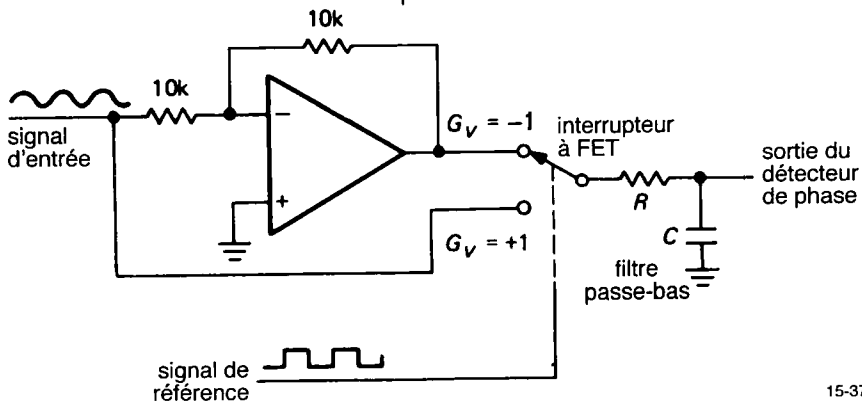 10k
10k
signal
d'entrée
−
+
G_V = −1
G_V = +1
interrupteur
à FET
R
C
sortie du
détecteur
de phase
filtre
passe-bas
signal de
référence
15-37